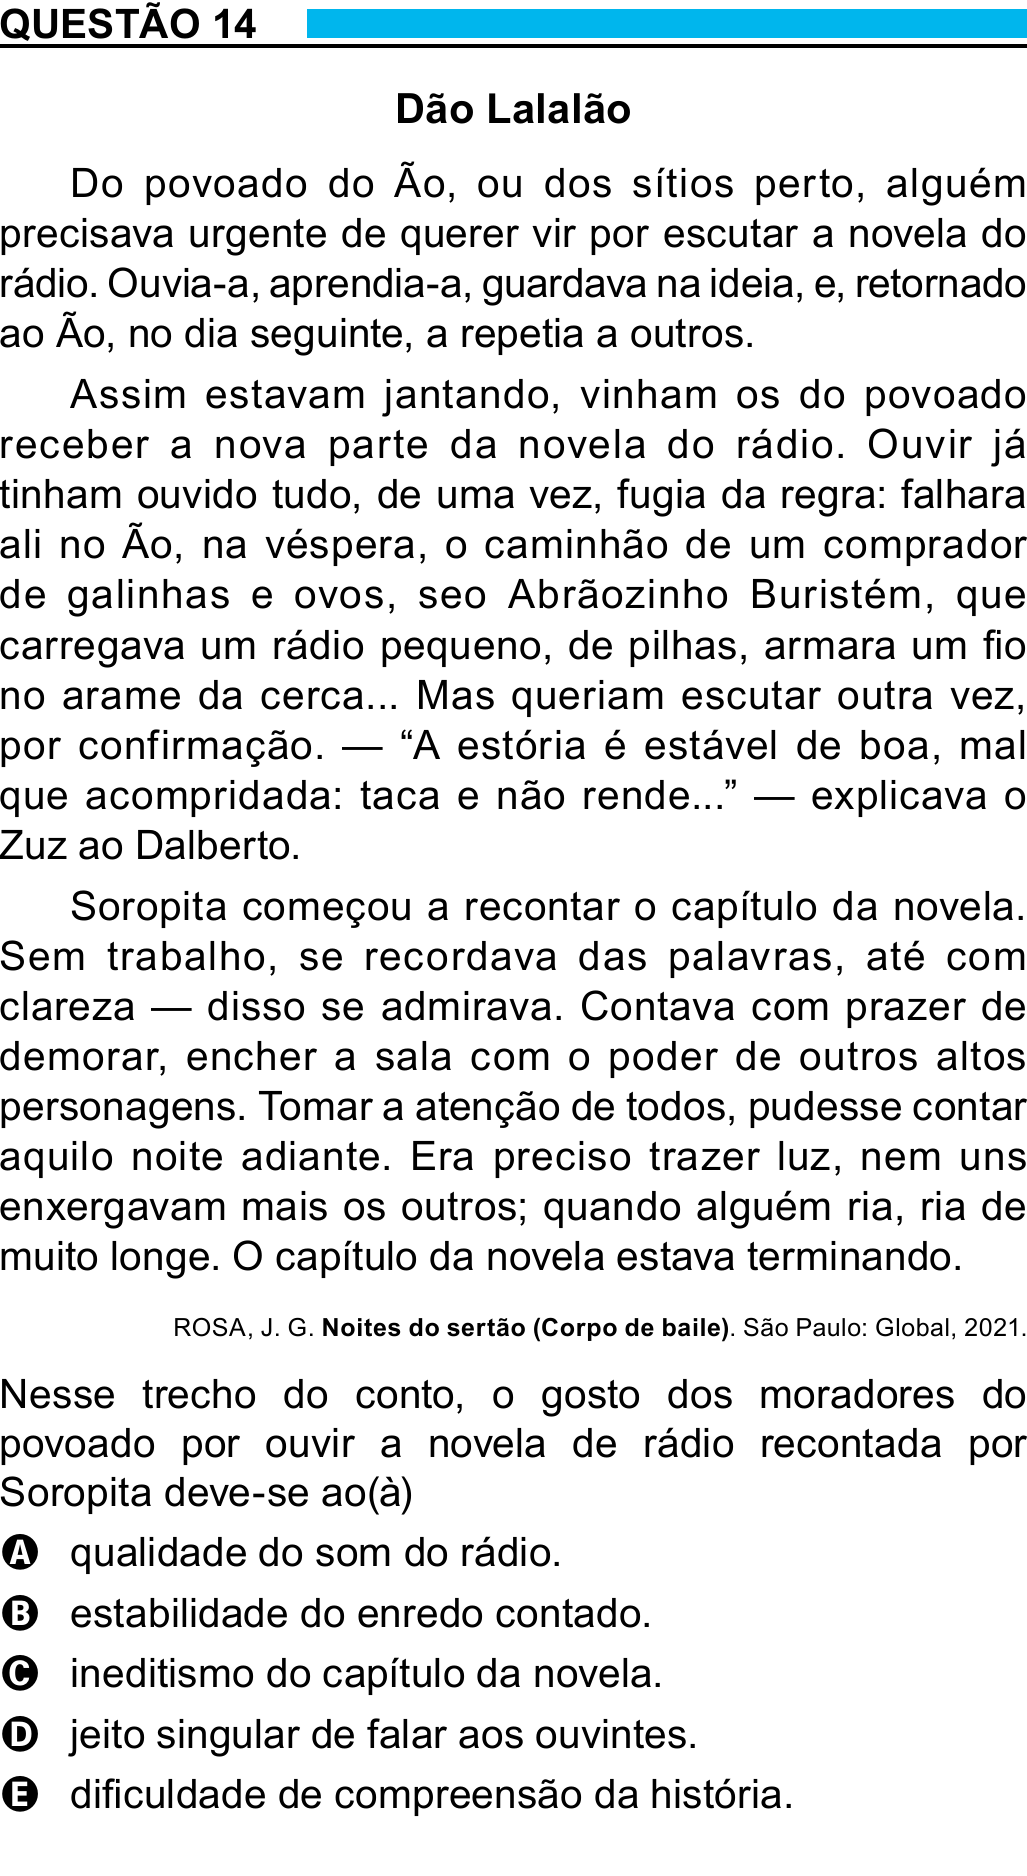 QUESTÃO 14
Dão Lalalão
Do povoado do Ão, ou dos sítios perto, alguém
precisava urgente de querer vir por escutar a novela do
rádio. Ouvia-a, aprendia-a, guardava na ideia, e, retornado
ao Ão, no dia seguinte, a repetia a outros.
Assim estavam jantando, vinham os do povoado
receber a nova parte da novela do rádio. Ouvir já
tinham ouvido tudo, de uma vez, fugia da regra: falhara
ali no Ão, na véspera, o caminhão de um comprador
de galinhas e ovos, seo Abrãozinho Buristém, que
carregava um rádio pequeno, de pilhas, armara um fio
no arame da cerca... Mas queriam escutar outra vez,
por confirmação. — “A estória é estável de boa, mal
que acompridada: taca e não rende...” — explicava o
Zuz ao Dalberto.
Soropita começou a recontar o capítulo da novela.
Sem trabalho, se recordava das palavras, até com
clareza — disso se admirava. Contava com prazer de
demorar, encher a sala com o poder de outros altos
personagens. Tomar a atenção de todos, pudesse contar
aquilo noite adiante. Era preciso trazer luz, nem uns
enxergavam mais os outros; quando alguém ria, ria de
muito longe. O capítulo da novela estava terminando.
ROSA, J. G. Noites do sertão (Corpo de baile). São Paulo: Global, 2021.
Nesse trecho do conto, o gosto dos moradores do
povoado por ouvir a novela de rádio recontada por
Soropita deve-se ao(à)
A qualidade do som do rádio.
B estabilidade do enredo contado.
C ineditismo do capítulo da novela.
D jeito singular de falar aos ouvintes.
E dificuldade de compreensão da história.